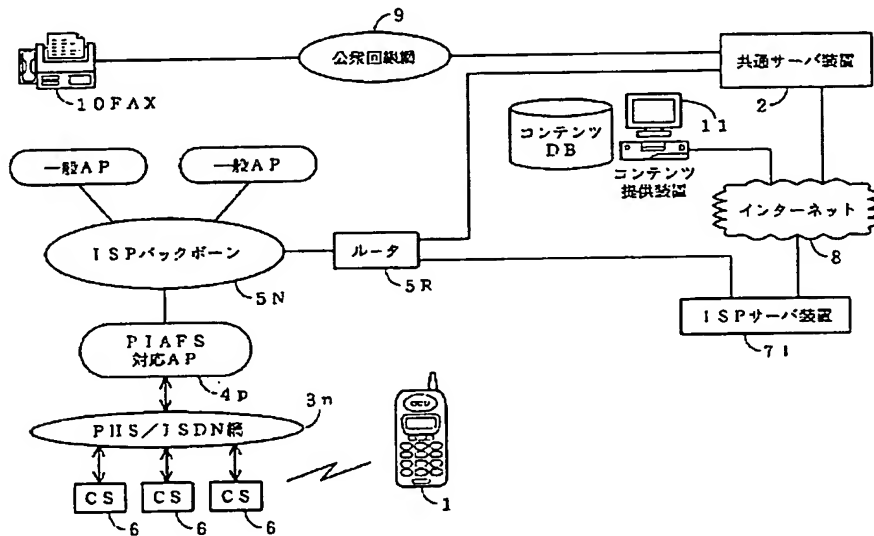 9
公衆回線網
共通サーバ装置
2
10FAX
コンテンツ
DB
11
コンテンツ
提供装置
一般AP
一般AP
インターネット
8
ISPバックボーン
5N
ルータ
5R
ISPサーバ装置
71
PIAFS
対応AP
4p
3n
PHS/ISDN網
CS
CS
CS
6
6
6
1